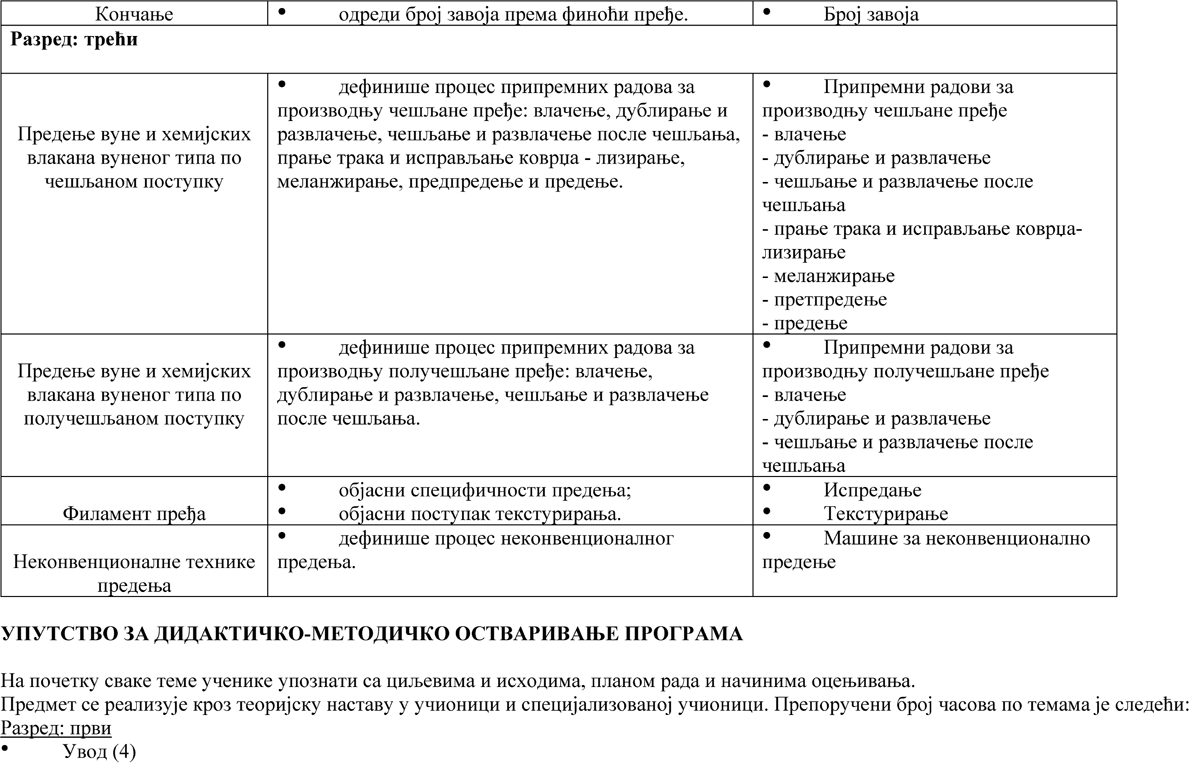 Кончање
• одреди број завоја према финоћи пређе.
• Број завоја
Разред: трећи
Предење вуне и хемијских
влакана вуненог типа по
чешљаном поступку
• дефинише процес припремних радова за
производњу чешљане пређе: влачење, дублирање и
развлачење, чешљање и развлачење после чешљања,
прање трака и исправљање коврџа - лизирање,
меланжирање, предпредење и предење.
• Припремни радови за
производњу чешљане пређе
- влачење
- дублирање и развлачење
- чешљање и развлачење после
чешљања
- прање трака и исправљање коврџа-
лизирање
- меланжирање
- претпредење
- предење
Предење вуне и хемијских
влакана вуненог типа по
получешљаном поступку
• дефинише процес припремних радова за
производњу получешљане пређе: влачење,
дублирање и развлачење, чешљање и развлачење
после чешљања.
• Припремни радови за
производњу получешљане пређе
- влачење
- дублирање и развлачење
- чешљање и развлачење после
чешљања
Филамент пређа
• објасни специфичности предења;
• објасни поступак текстурирања.
• Испредање
• Текстурирање
Неконвенционалне технике
предења
• дефинише процес неконвенционалног
предења.
• Машине за неконвенционално
предење
УПУТСТВО ЗА ДИДАКТИЧКО-МЕТОДИЧКО ОСТВАРИВАЊЕ ПРОГРАМА
На почетку сваке теме ученике упознати са циљевима и исходима, планом рада и начинима оцењивања.
Предмет се реализује кроз теоријску наставу у учионици и специјализованој учионици. Препоручени број часова по темама је следећи:
Разред: први
• Увод (4)